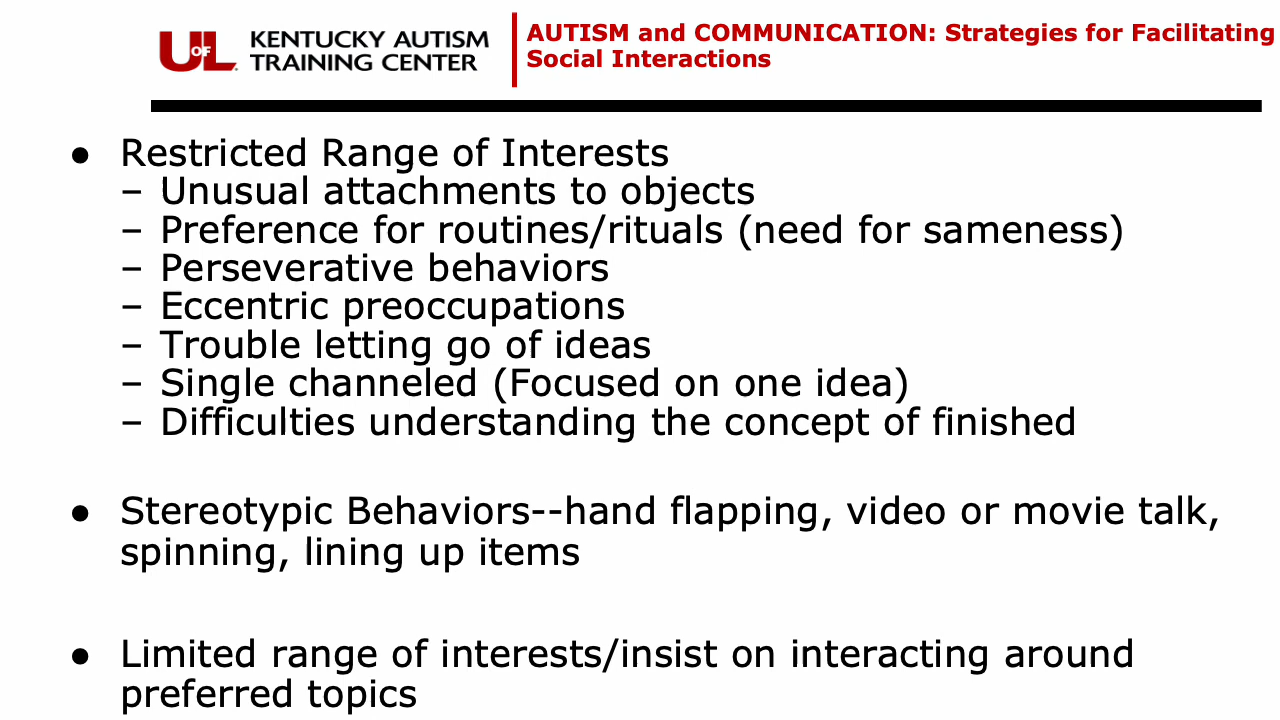 UofL KENTUCKY AUTISM
TRAINING CENTER
AUTISM and COMMUNICATION: Strategies for Facilitating
Social Interactions
● Restricted Range of Interests
– Unusual attachments to objects
– Preference for routines/rituals (need for sameness)
– Perseverative behaviors
– Eccentric preoccupations
– Trouble letting go of ideas
– Single channeled (Focused on one idea)
– Difficulties understanding the concept of finished
● Stereotypic Behaviors--hand flapping, video or movie talk,
spinning, lining up items
● Limited range of interests/insist on interacting around
preferred topics